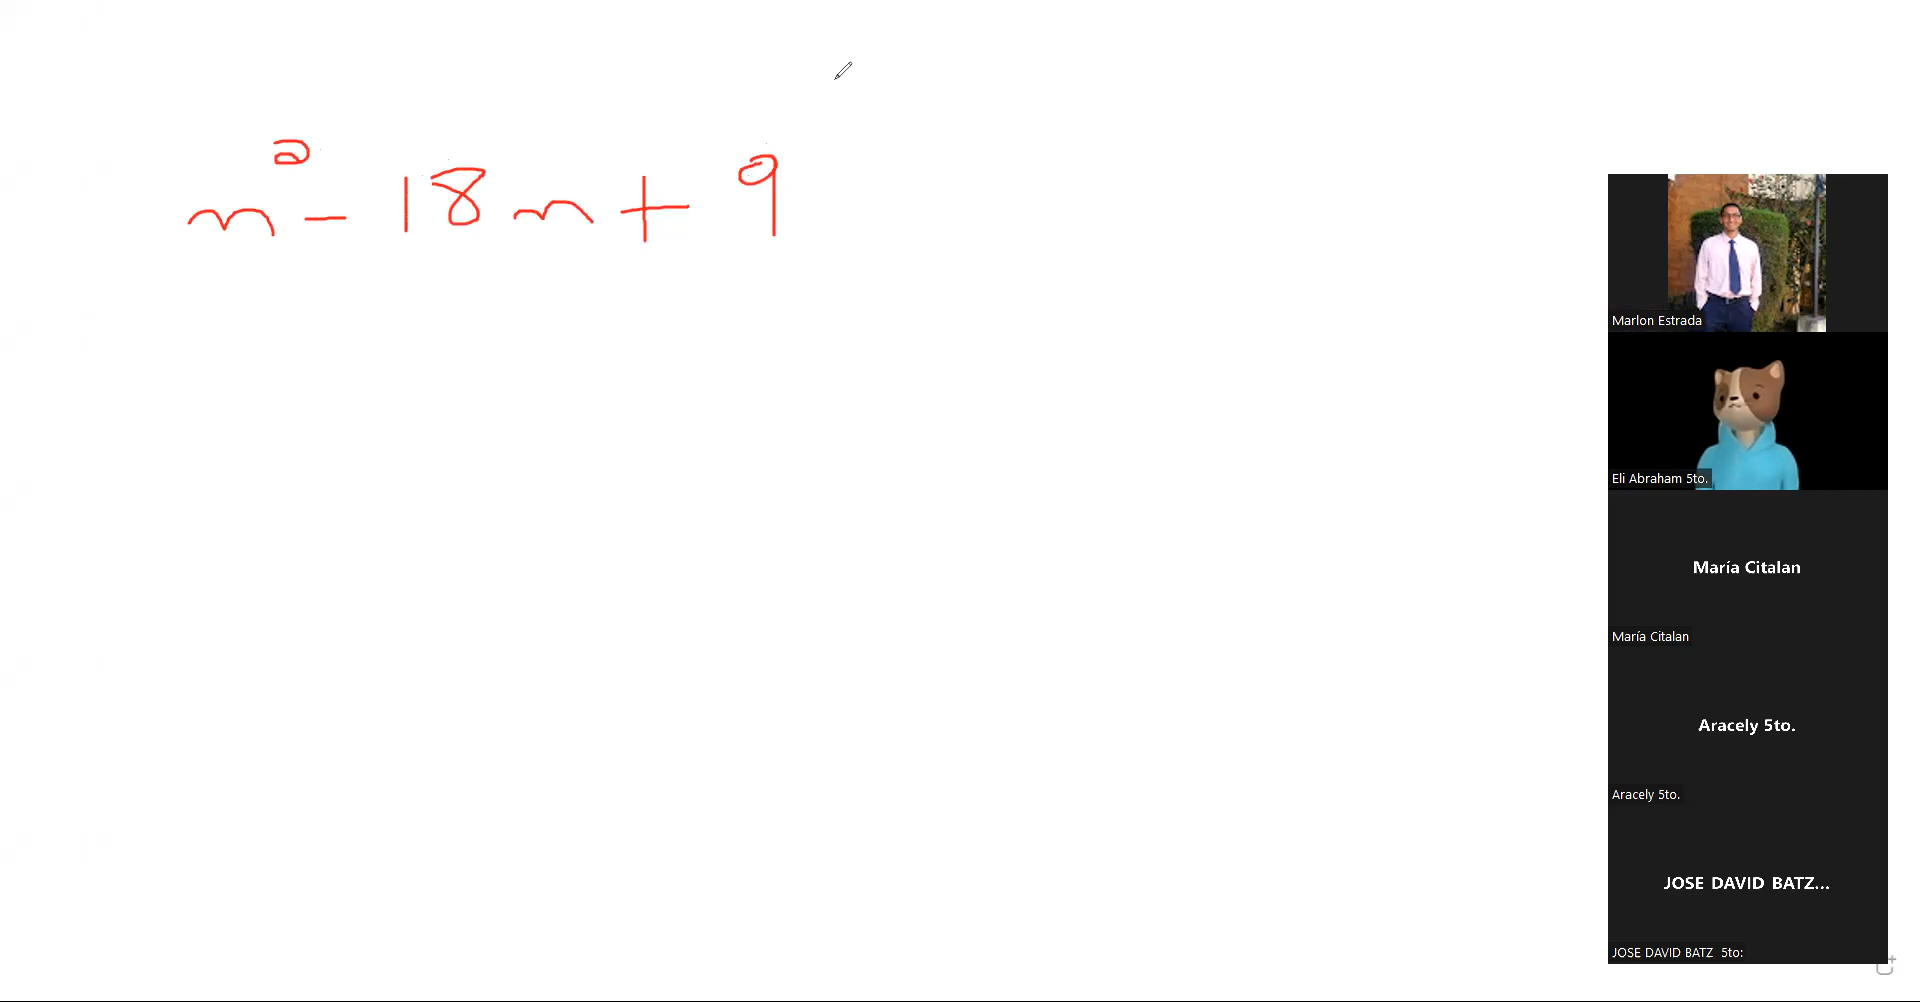 m² - 18m + 9
Marlon Estrada
Eli Abraham 5to.
María Citalan
María Citalan
Aracely 5to.
Aracely 5to.
JOSE DAVID BATZ...
JOSE DAVID BATZ 5to: